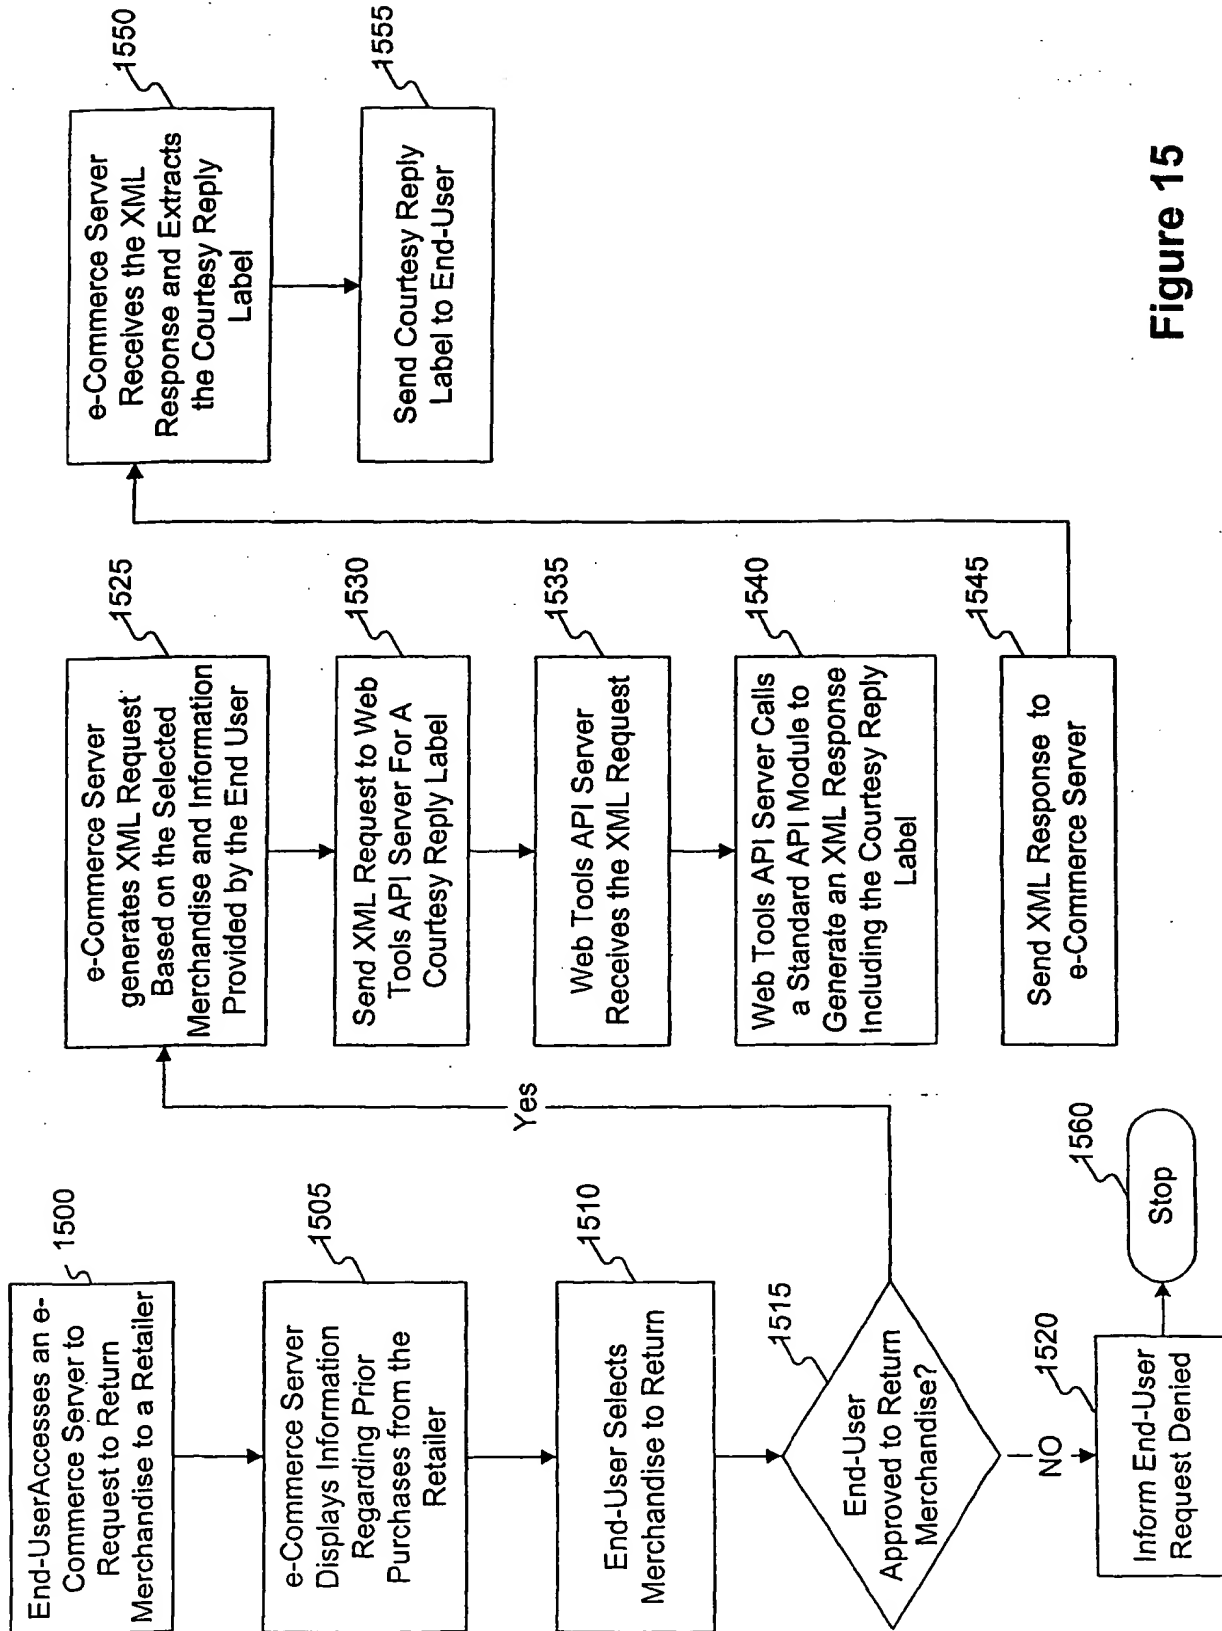 End-UserAccesses an e-
Commerce Server to
Request to Return
Merchandise to a Retailer
1500
e-Commerce Server
Displays Information
Regarding Prior
Purchases from the
Retailer
1505
End-User Selects
Merchandise to Return
1510
End-User
Approved to Return
Merchandise?
1515
NO
Inform End-User
Request Denied
1520
Stop
1560
Yes
e-Commerce Server
generates XML Request
Based on the Selected
Merchandise and Information
Provided by the End User
1525
Send XML Request to Web
Tools API Server For A
Courtesy Reply Label
1530
Web Tools API Server
Receives the XML Request
1535
Web Tools API Server Calls
a Standard API Module to
Generate an XML Response
Including the Courtesy Reply
Label
1540
Send XML Response to
e-Commerce Server
1545
e-Commerce Server
Receives the XML
Response and Extracts
the Courtesy Reply
Label
1550
Send Courtesy Reply
Label to End-User
1555
Figure 15